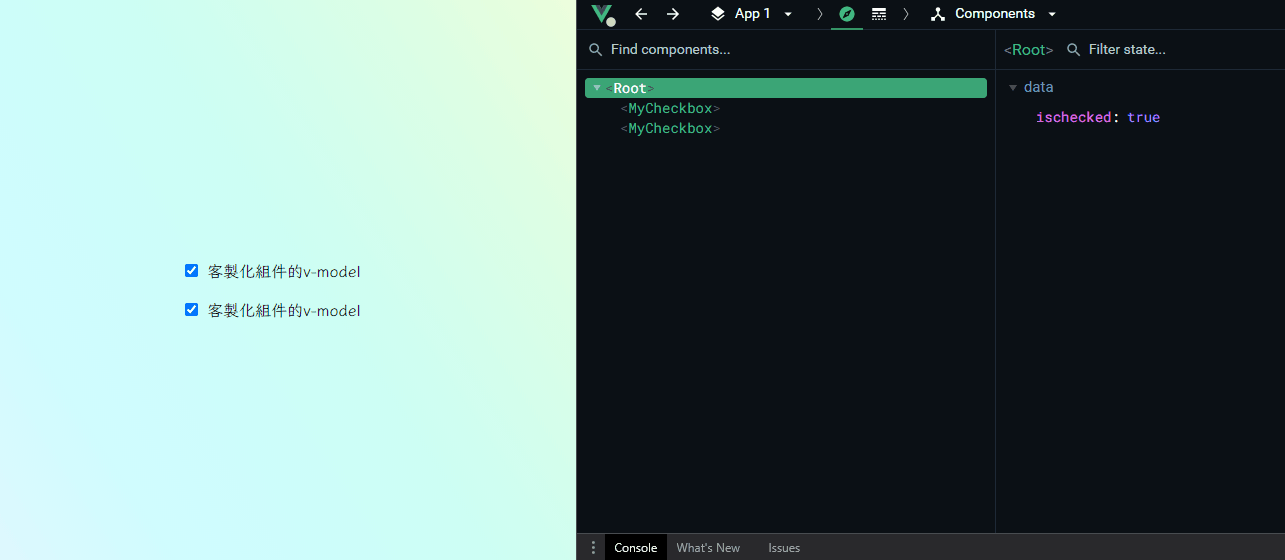 App 1
Components
Find components...
<Root>
Filter state...
<Root>
<MyCheckbox>
<MyCheckbox>
data
ischecked: true
客製化組件的v-model
客製化組件的v-model
Console
What's New
Issues